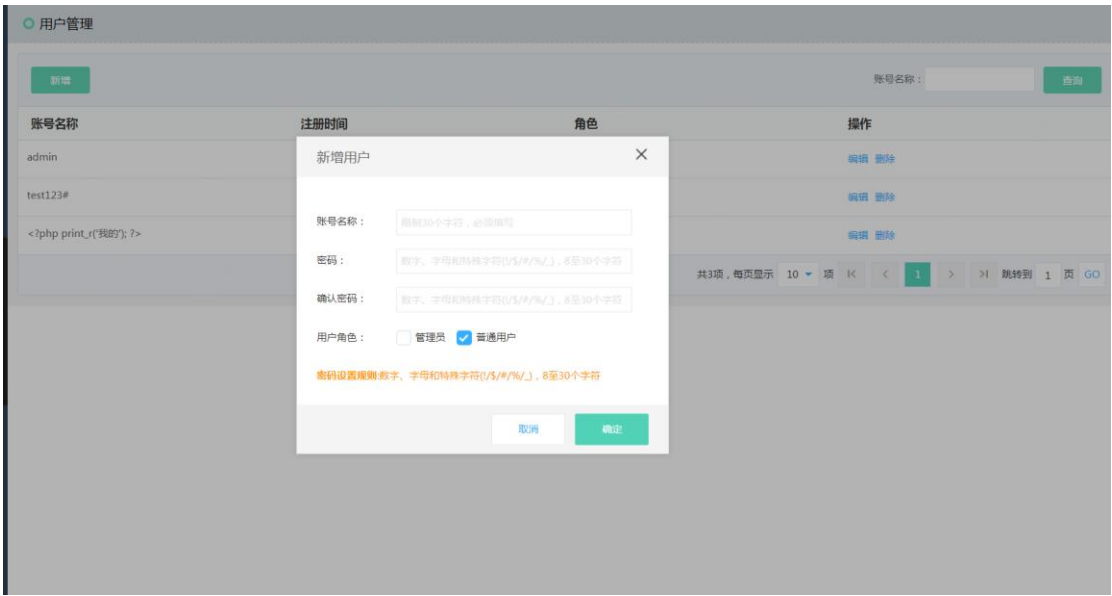 用户管理
新增
账号名称：
查询
账号名称 注册时间 角色 操作
admin 编辑 删除
test123# 编辑 删除
<?php print_r('我的'); ?> 编辑 删除
共3项，每页显示 10 项 1 跳转到 1 页 GO
新增用户
账号名称： 限制30个字符，必须填写
密码： 数字、字母和特殊字符(!/$/#/%/_)，8至30个字符
确认密码： 数字、字母和特殊字符(!/$/#/%/_)，8至30个字符
用户角色： 管理员 普通用户
密码设置规则:数字、字母和特殊字符(!/$/#/%/_)，8至30个字符
取消 确定